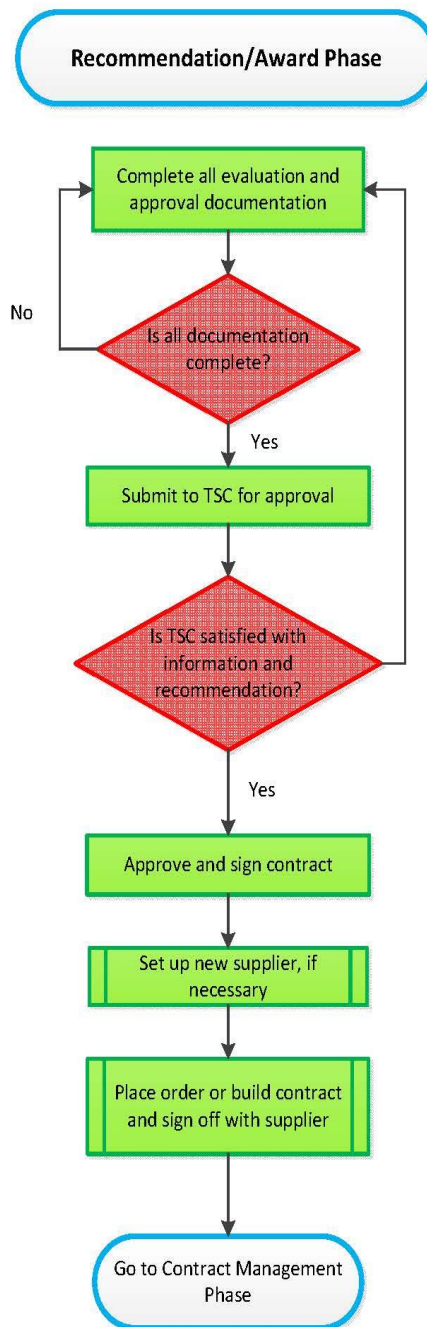 Recommendation/Award Phase
Complete all evaluation and
approval documentation
No
Is all documentation
complete?
Yes
Submit to TSC for approval
Is TSC satisfied with
information and
recommendation?
Yes
Approve and sign contract
Set up new supplier, if
necessary
Place order or build contract
and sign off with supplier
Go to Contract Management
Phase